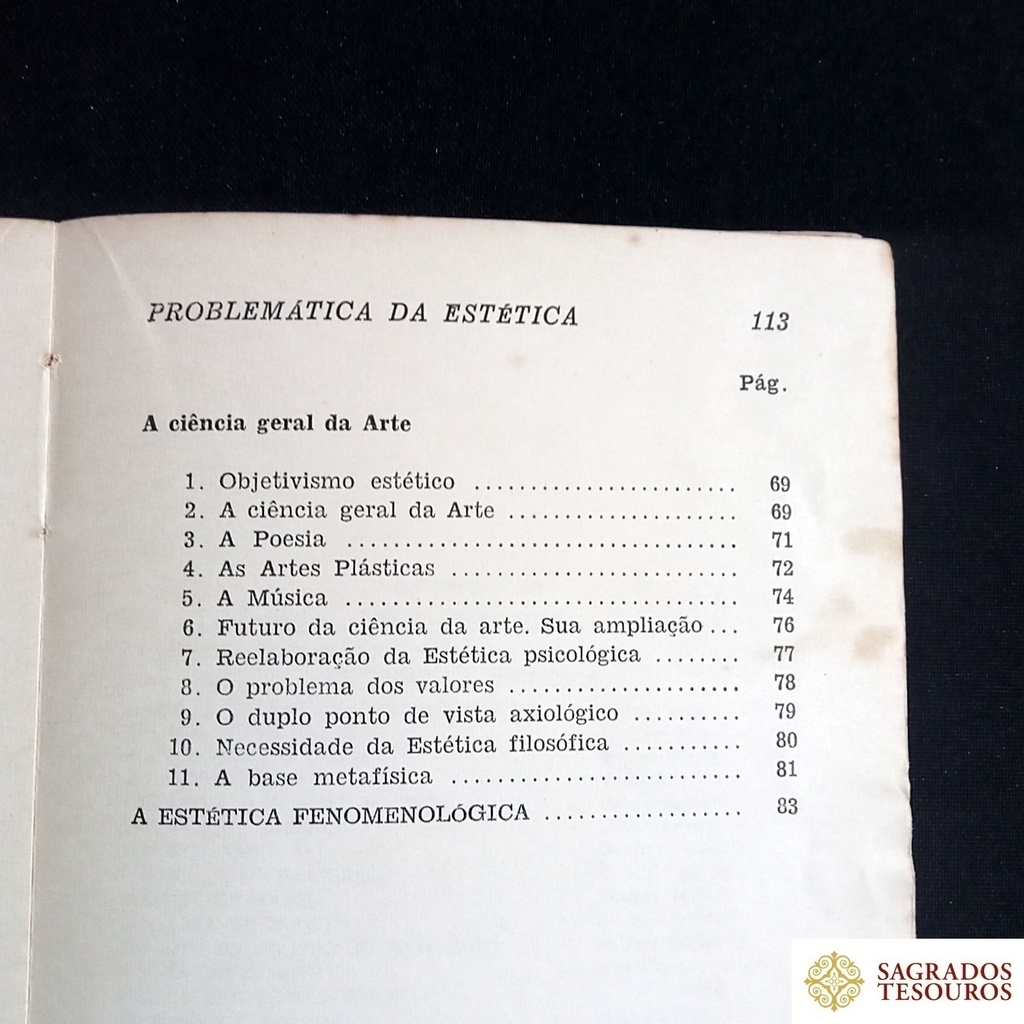 PROBLEMÁTICA DA ESTÉTICA 113
Pág.
A ciência geral da Arte
1. Objetivismo estético ........................ 69
2. A ciência geral da Arte ..................... 69
3. A Poesia .................................... 71
4. As Artes Plásticas .......................... 72
5. A Música .................................... 74
6. Futuro da ciência da arte. Sua ampliação ... 76
7. Reelaboração da Estética psicológica ........ 77
8. O problema dos valores ...................... 78
9. O duplo ponto de vista axiológico .......... 79
10. Necessidade da Estética filosófica ........... 80
11. A base metafísica ........................... 81
A ESTÉTICA FENOMENOLÓGICA .................. 83
SAGRADOS
TESOUROS